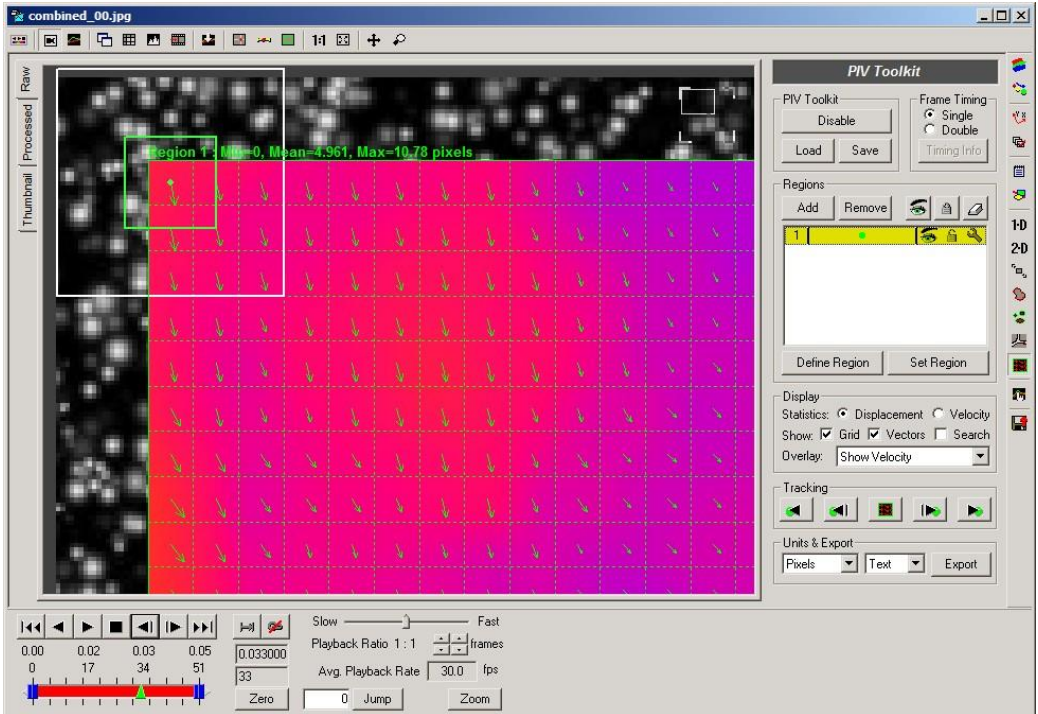 combined_00.jpg
1:1
Raw
Processed
Thumbnail
Region 1 : Min=0, Mean=4.961, Max=10.78 pixels
PIV Toolkit
PIV Toolkit
Disable
Load Save
Frame Timing
Single
Double
Timing Info
Regions
Add Remove
1
Define Region Set Region
Display
Statistics: Displacement Velocity
Show: Grid Vectors Search
Overlay: Show Velocity
Tracking
Units & Export
Pixels Text Export
1-D
2-D
0.00 0.02 0.03 0.05
0 17 34 51
0.033000
33
Zero
Slow Fast
Playback Ratio 1 : 1 frames
Avg. Playback Rate 30.0 fps
0 Jump Zoom